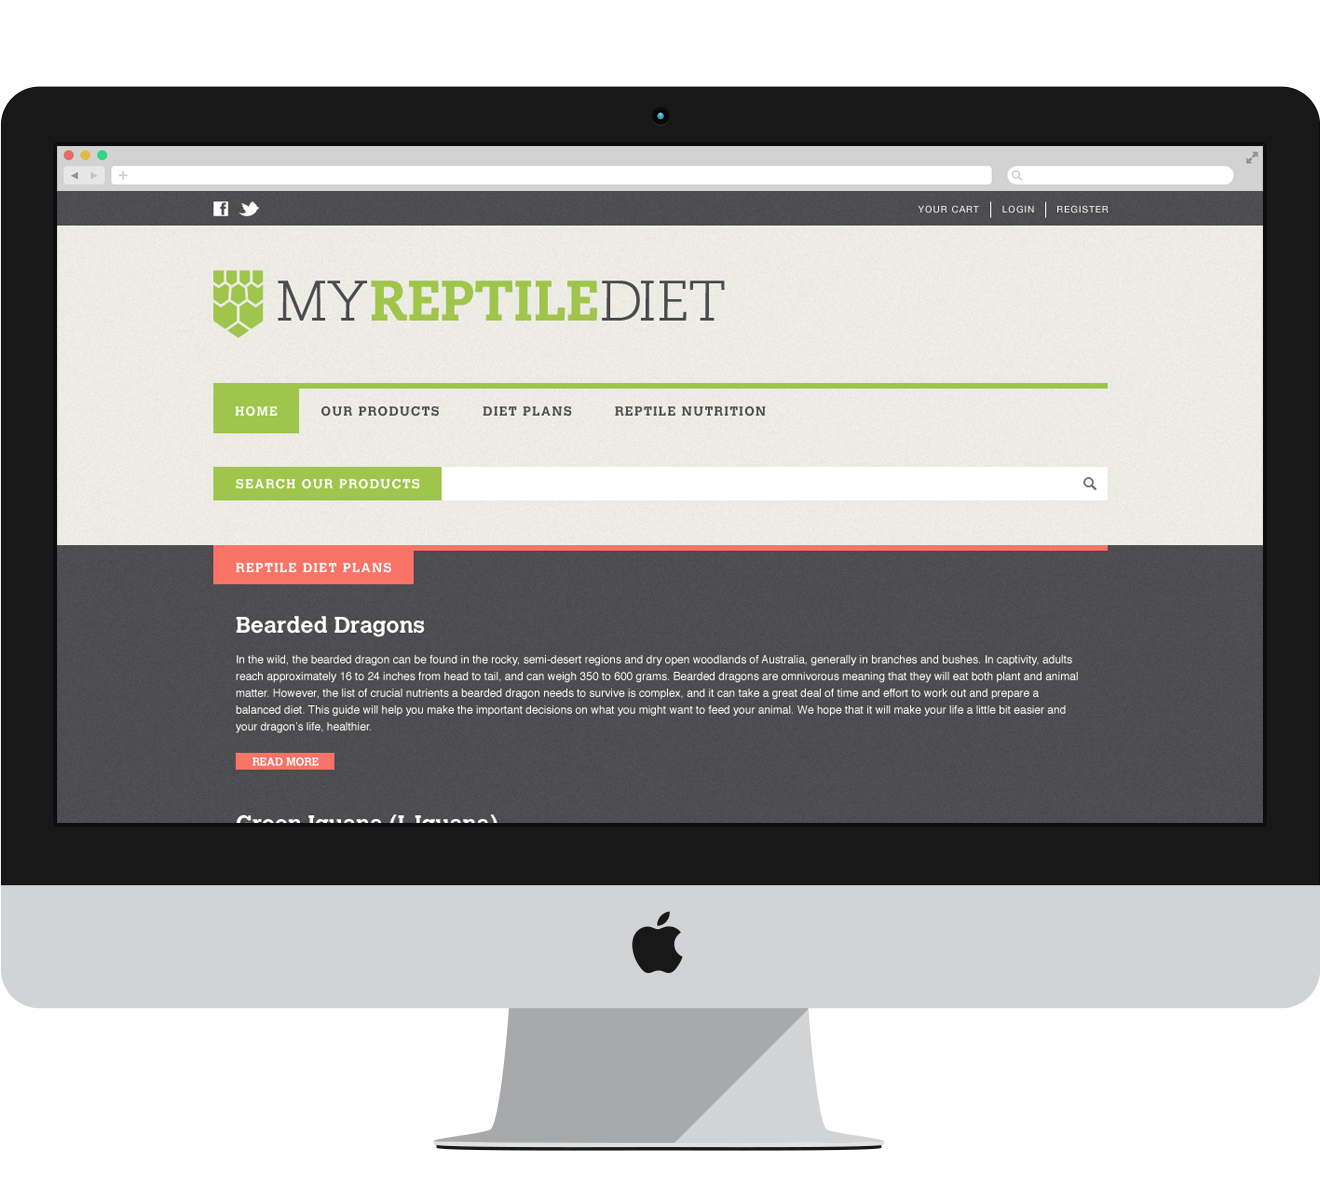 YOUR CART LOGIN REGISTER
MYREPTILEDIET
HOME OUR PRODUCTS DIET PLANS REPTILE NUTRITION
SEARCH OUR PRODUCTS
REPTILE DIET PLANS
Bearded Dragons
In the wild, the bearded dragon can be found in the rocky, semi-desert regions and dry open woodlands of Australia, generally in branches and bushes. In captivity, adults
reach approximately 16 to 24 inches from head to tail, and can weigh 350 to 600 grams. Bearded dragons are omnivorous meaning that they will eat both plant and animal
matter. However, the list of crucial nutrients a bearded dragon needs to survive is complex, and it can take a great deal of time and effort to work out and prepare a
balanced diet. This guide will help you make the important decisions on what you might want to feed your animal. We hope that it will make your life a little bit easier and
your dragon’s life, healthier.
READ MORE
Green Iguana (I. Iguana)